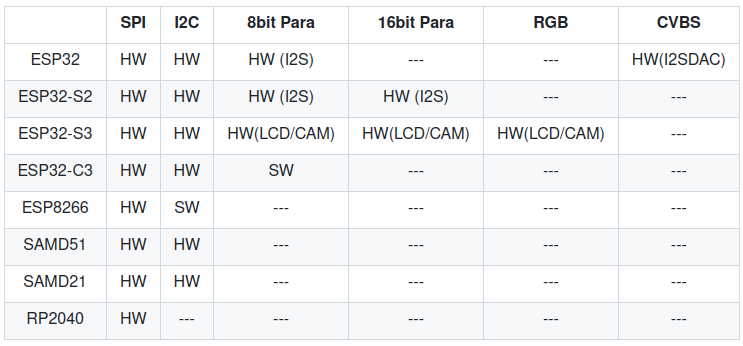 SPI I2C 8bit Para 16bit Para RGB CVBS
ESP32 HW HW HW (I2S) --- --- HW(I2SDAC)
ESP32-S2 HW HW HW (I2S) HW (I2S) --- ---
ESP32-S3 HW HW HW(LCD/CAM) HW(LCD/CAM) HW(LCD/CAM) ---
ESP32-C3 HW HW SW --- --- ---
ESP8266 HW SW --- --- --- ---
SAMD51 HW HW --- --- --- ---
SAMD21 HW HW --- --- --- ---
RP2040 HW --- --- --- --- ---